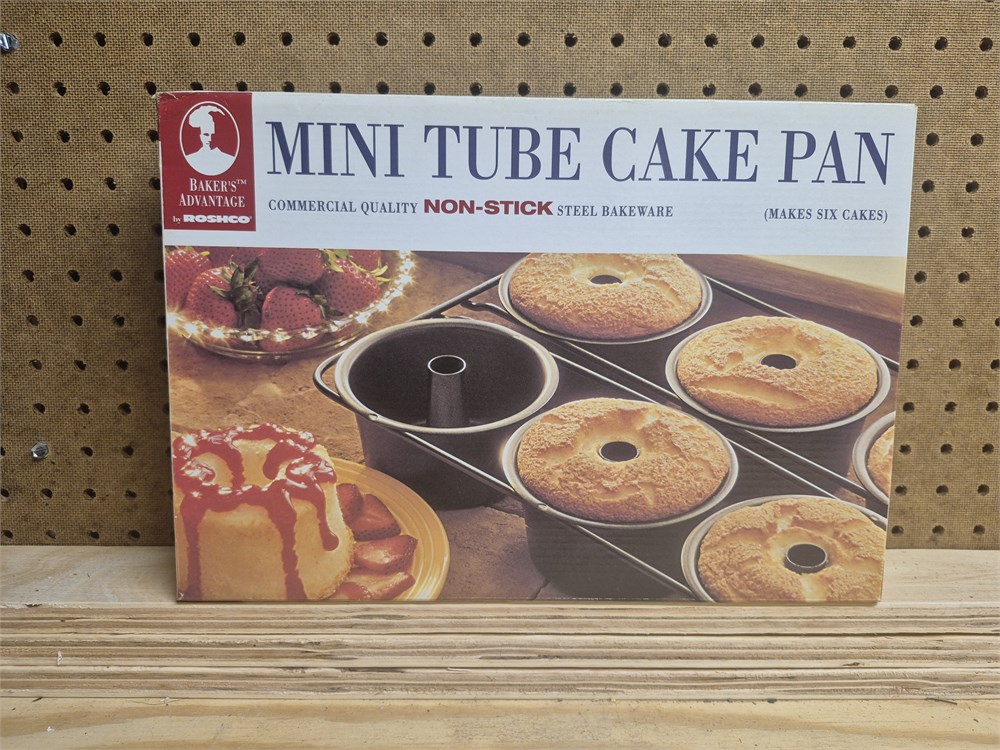 MINI TUBE CAKE PAN
BAKER'S™
ADVANTAGE
by ROSHCO®
COMMERCIAL QUALITY NON-STICK STEEL BAKEWARE (MAKES SIX CAKES)